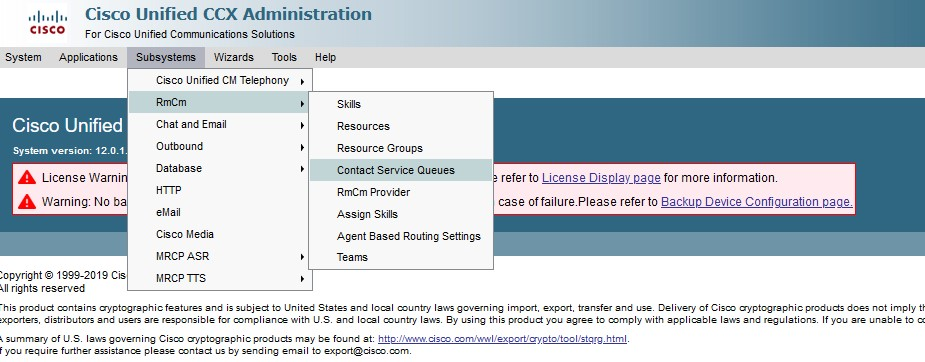 Cisco Unified CCX Administration
For Cisco Unified Communications Solutions
CISCO
System Applications Subsystems Wizards Tools Help
Cisco Unified CM Telephony
RmCm
Chat and Email
Outbound
Database
HTTP
eMail
Cisco Media
MRCP ASR
MRCP TTS
Skills
Resources
Resource Groups
Contact Service Queues
RmCm Provider
Assign Skills
Agent Based Routing Settings
Teams
Cisco Unified
System version: 12.0.1.
License Warnin e refer to License Display page for more information.
Warning: No ba case of failure.Please refer to Backup Device Configuration page.
Copyright © 1999-2019 Cis
All rights reserved
This product contains cryptographic features and is subject to United States and local country laws governing import, export, transfer and use. Delivery of Cisco cryptographic products does not imply th
exporters, distributors and users are responsible for compliance with U.S. and local country laws. By using this product you agree to comply with applicable laws and regulations. If you are unable to c
A summary of U.S. laws governing Cisco cryptographic products may be found at: http://www.cisco.com/wwl/export/crypto/tool/stqrg.html.
If you require further assistance please contact us by sending email to export@cisco.com.